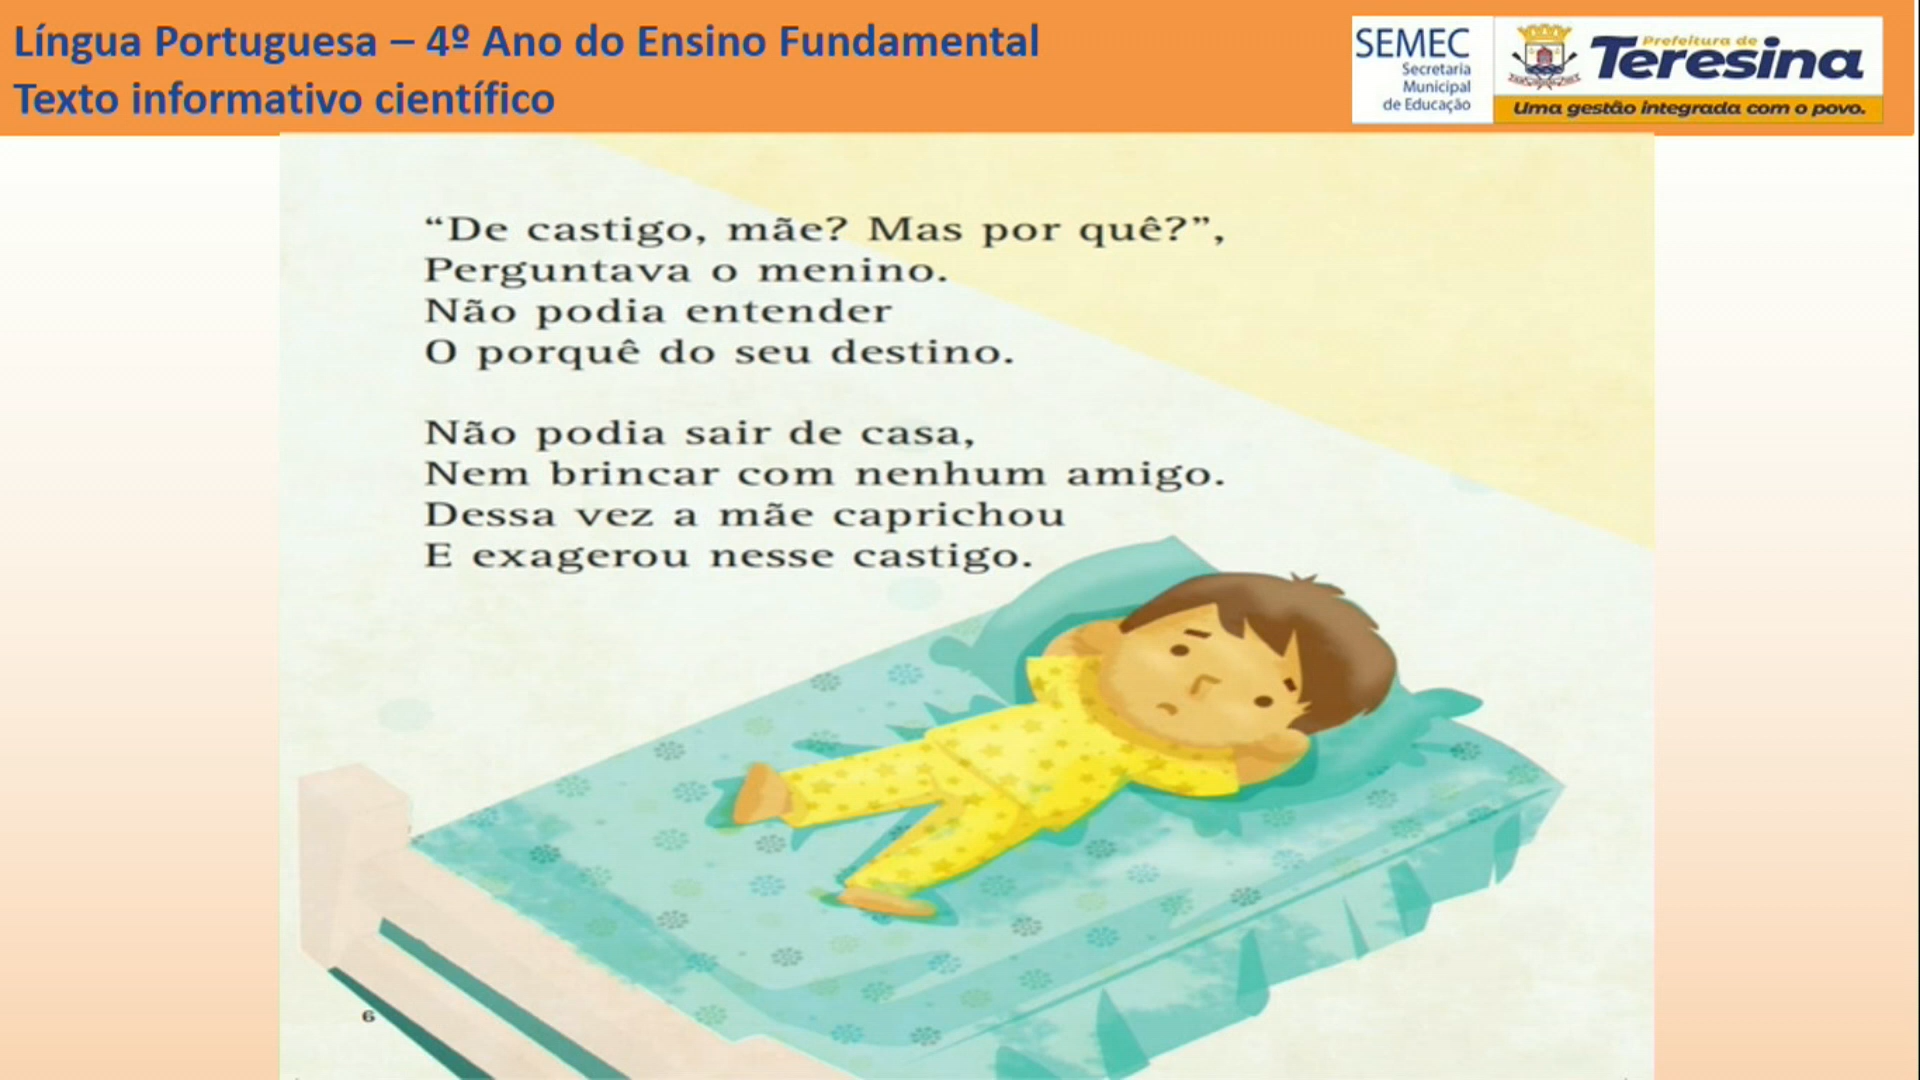 Língua Portuguesa – 4º Ano do Ensino Fundamental
Texto informativo científico
SEMEC
Secretaria
Municipal
de Educação
Prefeitura de
Teresina
Uma gestão integrada com o povo.
“De castigo, mãe? Mas por quê?”,
Perguntava o menino.
Não podia entender
O porquê do seu destino.
Não podia sair de casa,
Nem brincar com nenhum amigo.
Dessa vez a mãe caprichou
E exagerou nesse castigo.
6